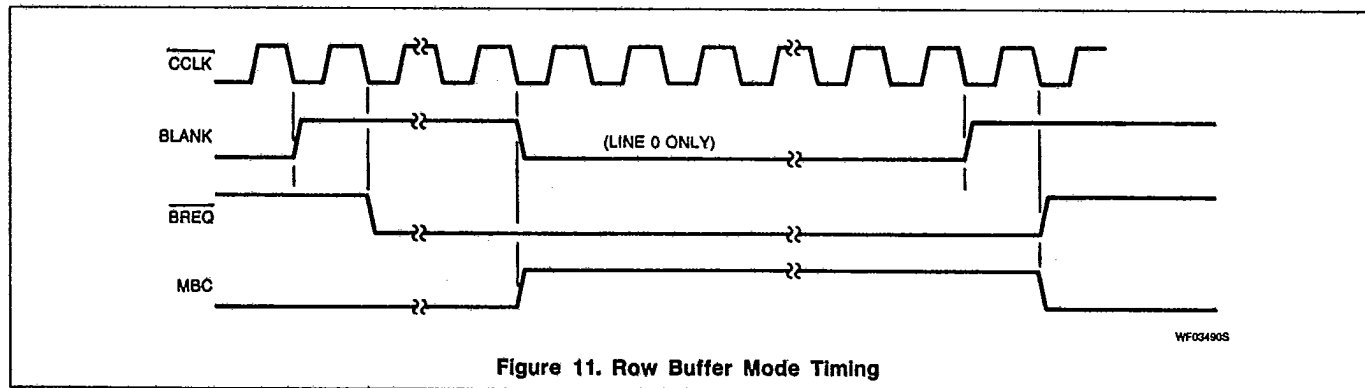 CCLK
BLANK
(LINE 0 ONLY)
BREQ
MBC
WF03490S
Figure 11. Row Buffer Mode Timing